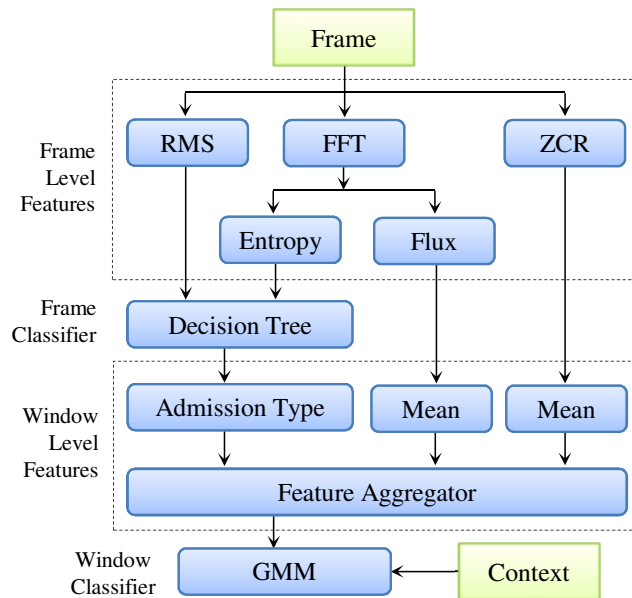 Frame
RMS
FFT
ZCR
Frame
Level
Features
Entropy
Flux
Frame
Classifier
Decision Tree
Window
Level
Features
Admission Type
Mean
Mean
Feature Aggregator
Window
Classifier
GMM
Context